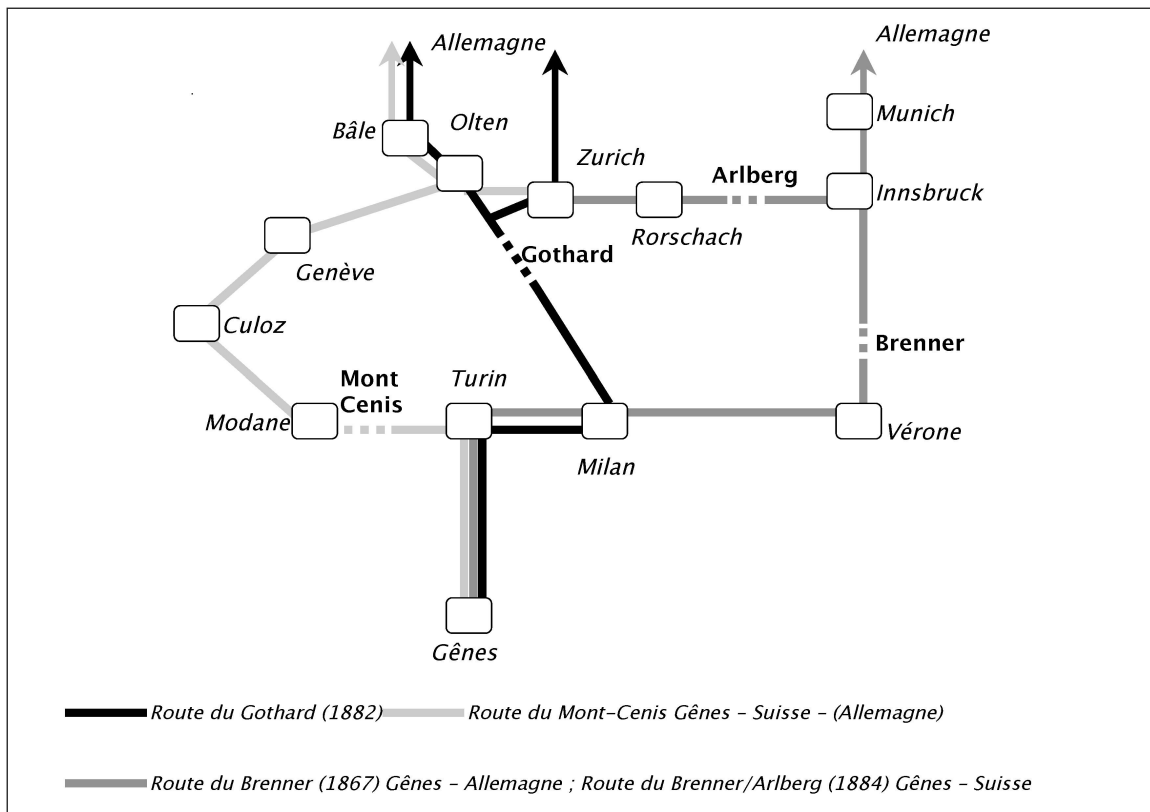 Allemagne
Allemagne
Munich
Olten
Bâle
Zurich
Arlberg
Innsbruck
Rorschach
Gothard
Genève
Culoz
Brenner
Mont
Cenis
Turin
Modane
Vérone
Milan
Gênes
Route du Gothard (1882)
Route du Mont-Cenis Gênes – Suisse – (Allemagne)
Route du Brenner (1867) Gênes – Allemagne ; Route du Brenner/Arlberg (1884) Gênes – Suisse